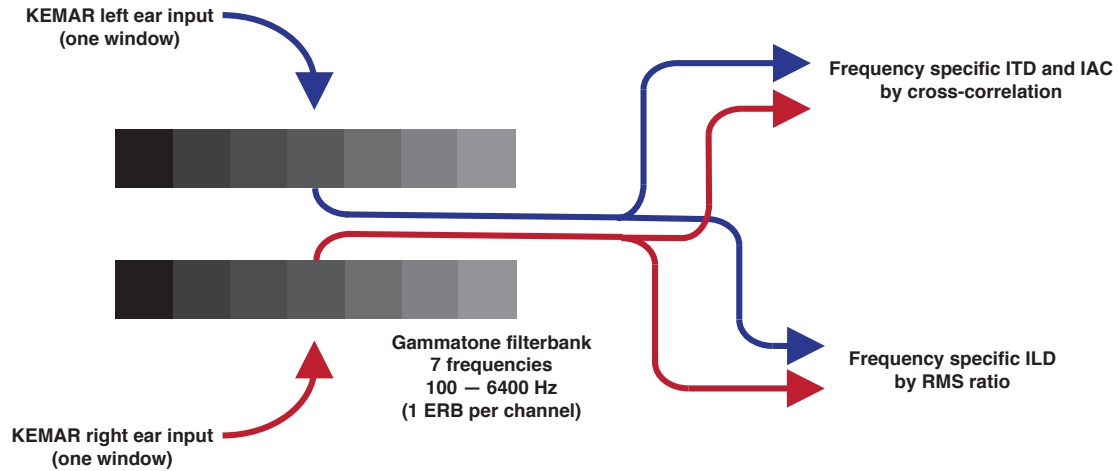 KEMAR left ear input
(one window)
Frequency specific ITD and IAC
by cross-correlation
Gammatone filterbank
7 frequencies
100 — 6400 Hz
(1 ERB per channel)
Frequency specific ILD
by RMS ratio
KEMAR right ear input
(one window)